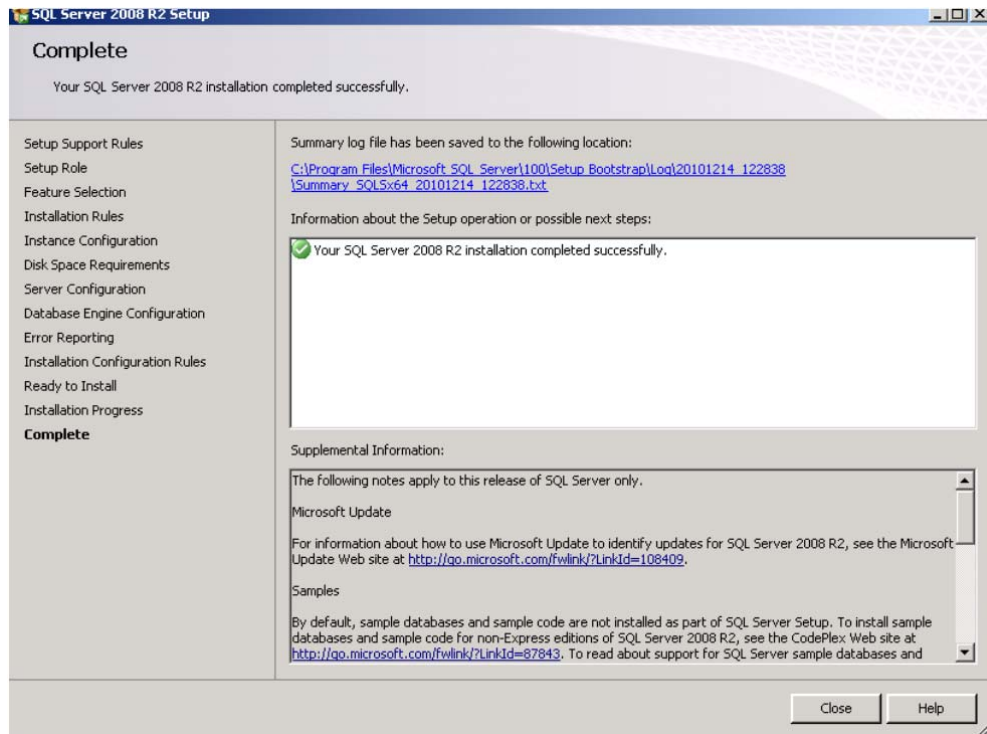 SQL Server 2008 R2 Setup
Complete
Your SQL Server 2008 R2 installation completed successfully.
Setup Support Rules
Setup Role
Feature Selection
Installation Rules
Instance Configuration
Disk Space Requirements
Server Configuration
Database Engine Configuration
Error Reporting
Installation Configuration Rules
Ready to Install
Installation Progress
Complete
Summary log file has been saved to the following location:
C:\Program Files\Microsoft SQL Server\100\Setup Bootstrap\Log\20101214_122838
\Summary_SQLSx64_20101214_122838.txt
Information about the Setup operation or possible next steps:
Your SQL Server 2008 R2 installation completed successfully.
Supplemental Information:
The following notes apply to this release of SQL Server only.
Microsoft Update
For information about how to use Microsoft Update to identify updates for SQL Server 2008 R2, see the Microsoft
Update Web site at http://go.microsoft.com/fwlink/?LinkId=108409.
Samples
By default, sample databases and sample code are not installed as part of SQL Server Setup. To install sample
databases and sample code for non-Express editions of SQL Server 2008 R2, see the CodePlex Web site at
http://go.microsoft.com/fwlink/?LinkId=87843. To read about support for SQL Server sample databases and
Close
Help